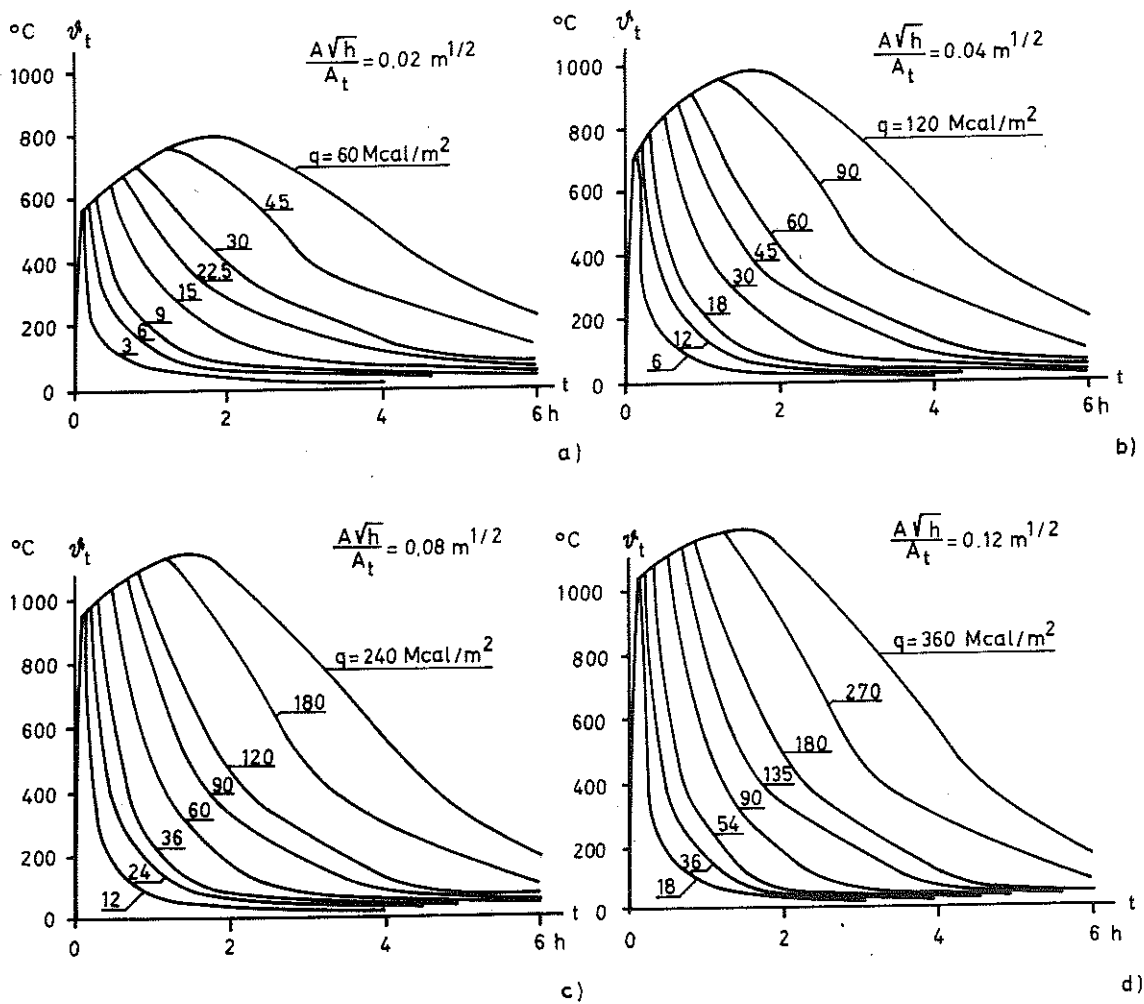 °C ϑt
A√h/At = 0.02 m^1/2
1000
800
600
400
200
0
q=60 Mcal/m²
45
30
22.5
15
9
6
3
0 2 4 6 h
t
a)
°C ϑt
A√h/At = 0.04 m^1/2
1000
800
600
400
200
0
q=120 Mcal/m²
90
60
45
30
18
12
6
0 2 4 6 h
t
b)
°C ϑt
A√h/At = 0,08 m^1/2
1000
800
600
400
200
0
q=240 Mcal/m²
180
120
90
60
36
24
12
0 2 4 6 h
t
c)
°C ϑt
A√h/At = 0.12 m^1/2
1000
800
600
400
200
0
q=360 Mcal/m²
270
180
135
90
54
36
18
0 2 4 6 h
t
d)